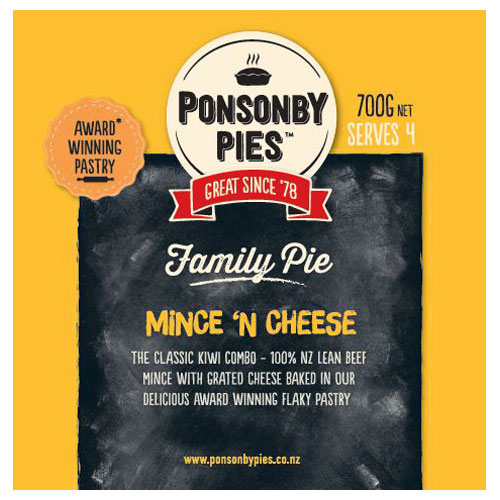 PONSONBY
PIES™
GREAT SINCE '78
700G NET
SERVES 4
AWARD*
WINNING
PASTRY
Family Pie
MINCE 'N CHEESE
THE CLASSIC KIWI COMBO - 100% NZ LEAN BEEF
MINCE WITH GRATED CHEESE BAKED IN OUR
DELICIOUS AWARD WINNING FLAKY PASTRY
www.ponsonbypies.co.nz